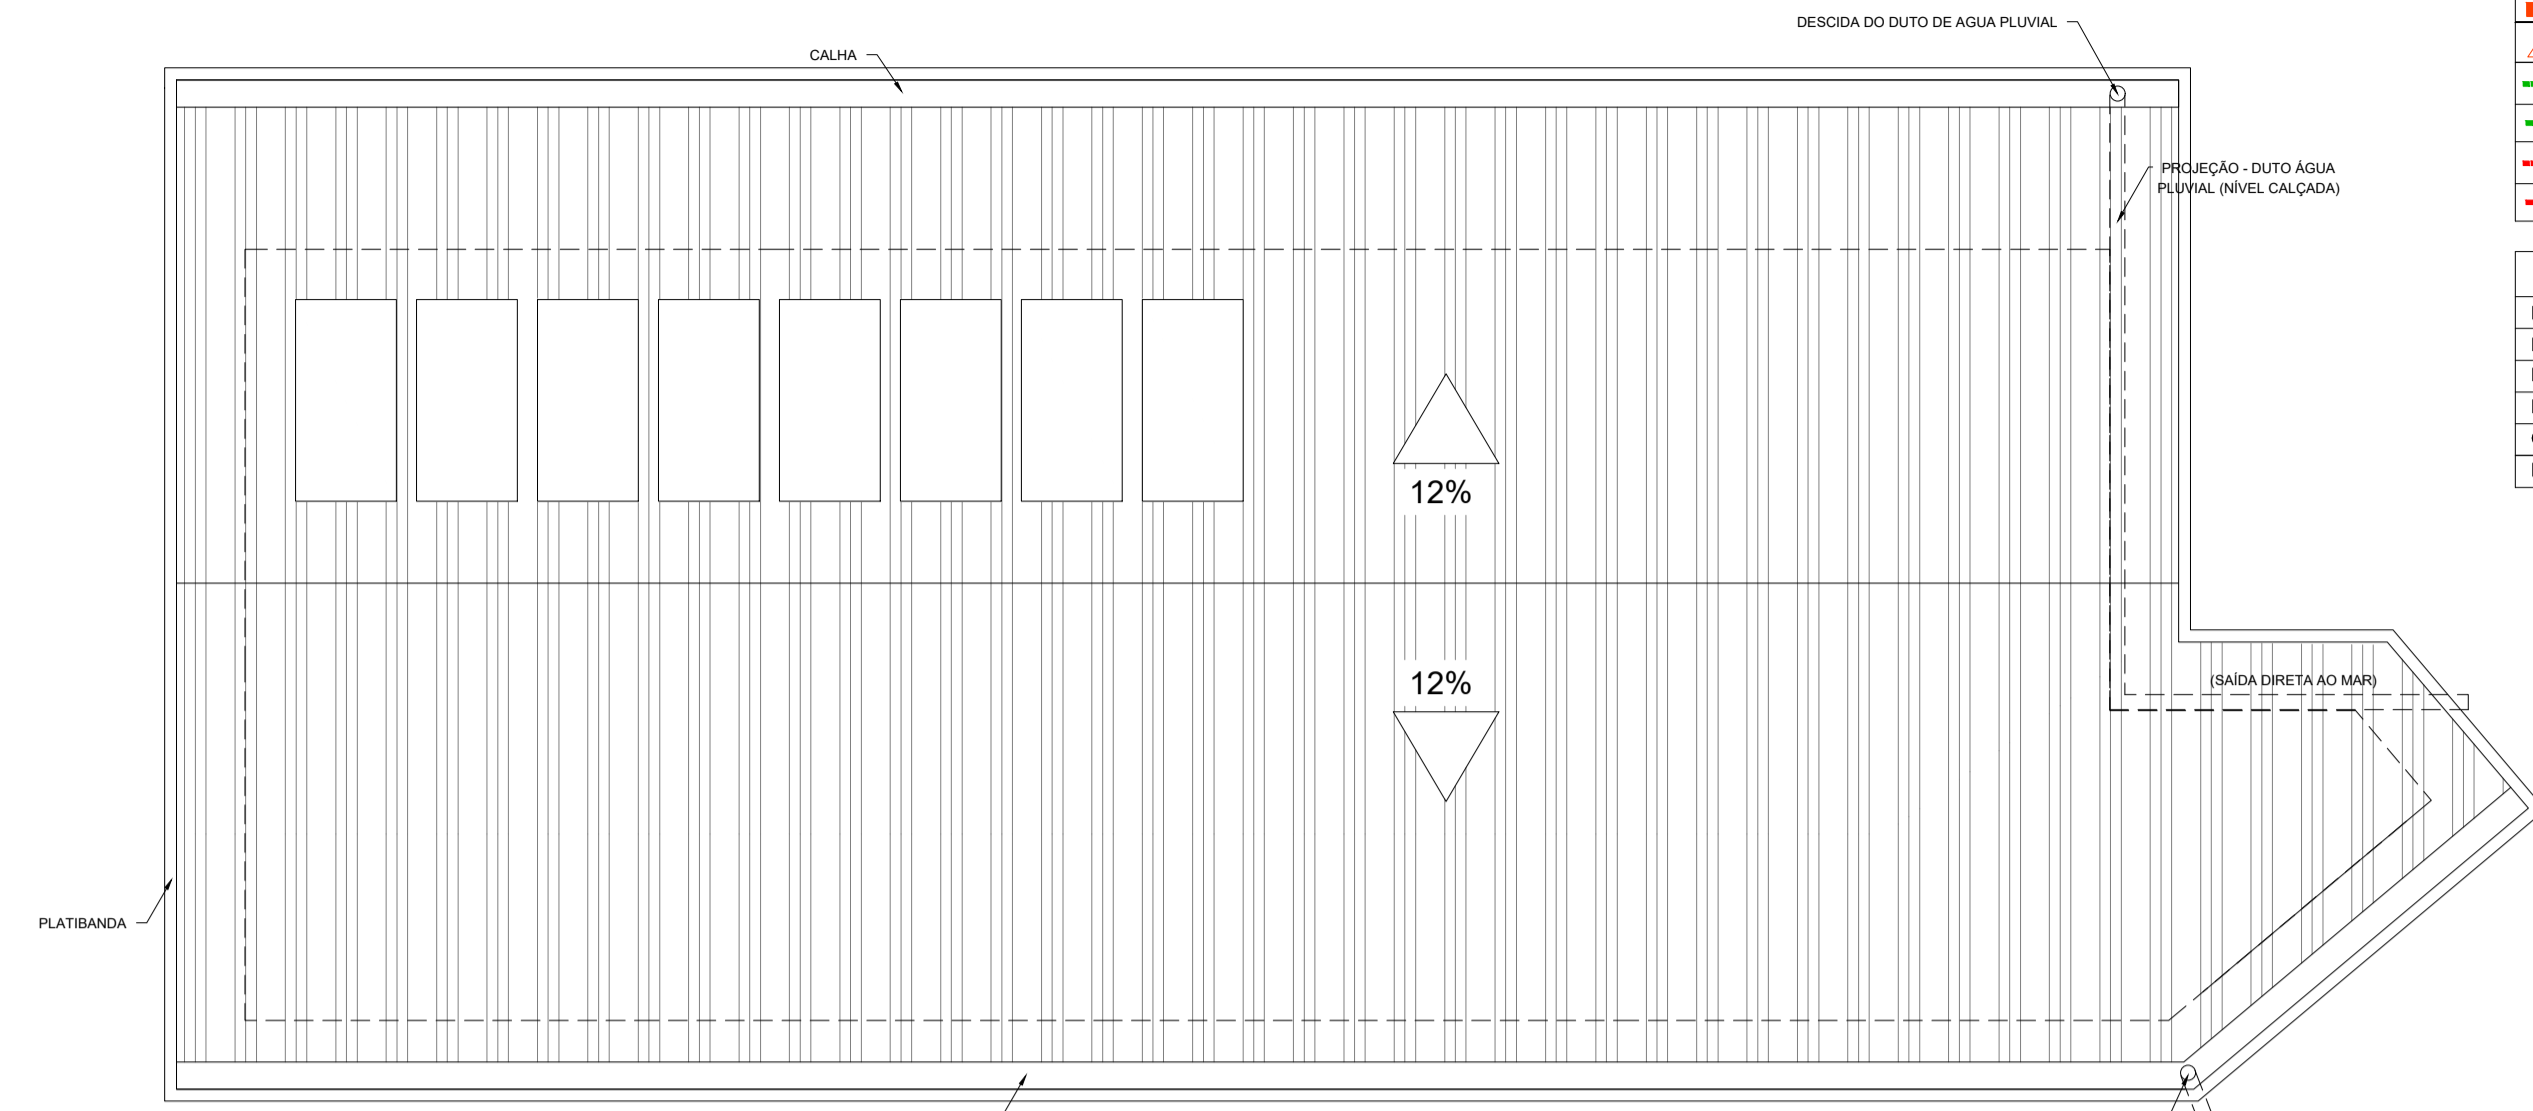 DESCIDA DO DUTO DE AGUA PLUVIAL
CALHA
PROJEÇÃO - DUTO ÁGUA
PLUVIAL (NÍVEL CALÇADA)
12%
12%
(SAÍDA DIRETA AO MAR)
PLATIBANDA